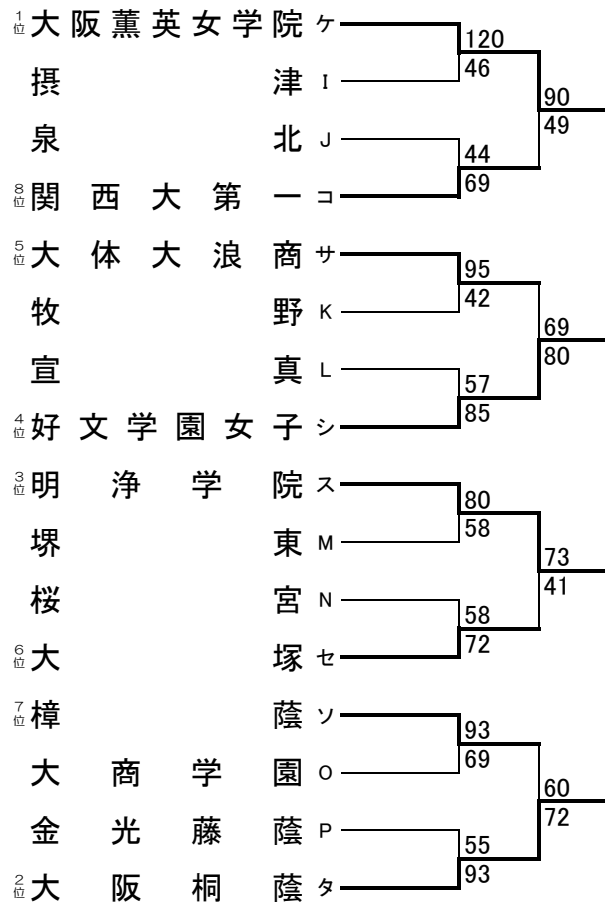 1位 大阪薫英女学院 ケ
120
46
摂津 I
90
49
泉北 J
44
69
8位 関西大第一 コ
5位 大体大浪商 サ
95
42
牧野 K
69
80
宣真 L
57
85
4位 好文学園女子 シ
3位 明浄学院 ス
80
58
堺東 M
73
41
桜宮 N
58
72
6位 大塚 セ
7位 樟蔭 ソ
93
69
大商学園 O
60
72
金光藤蔭 P
55
93
2位 大阪桐蔭 タ